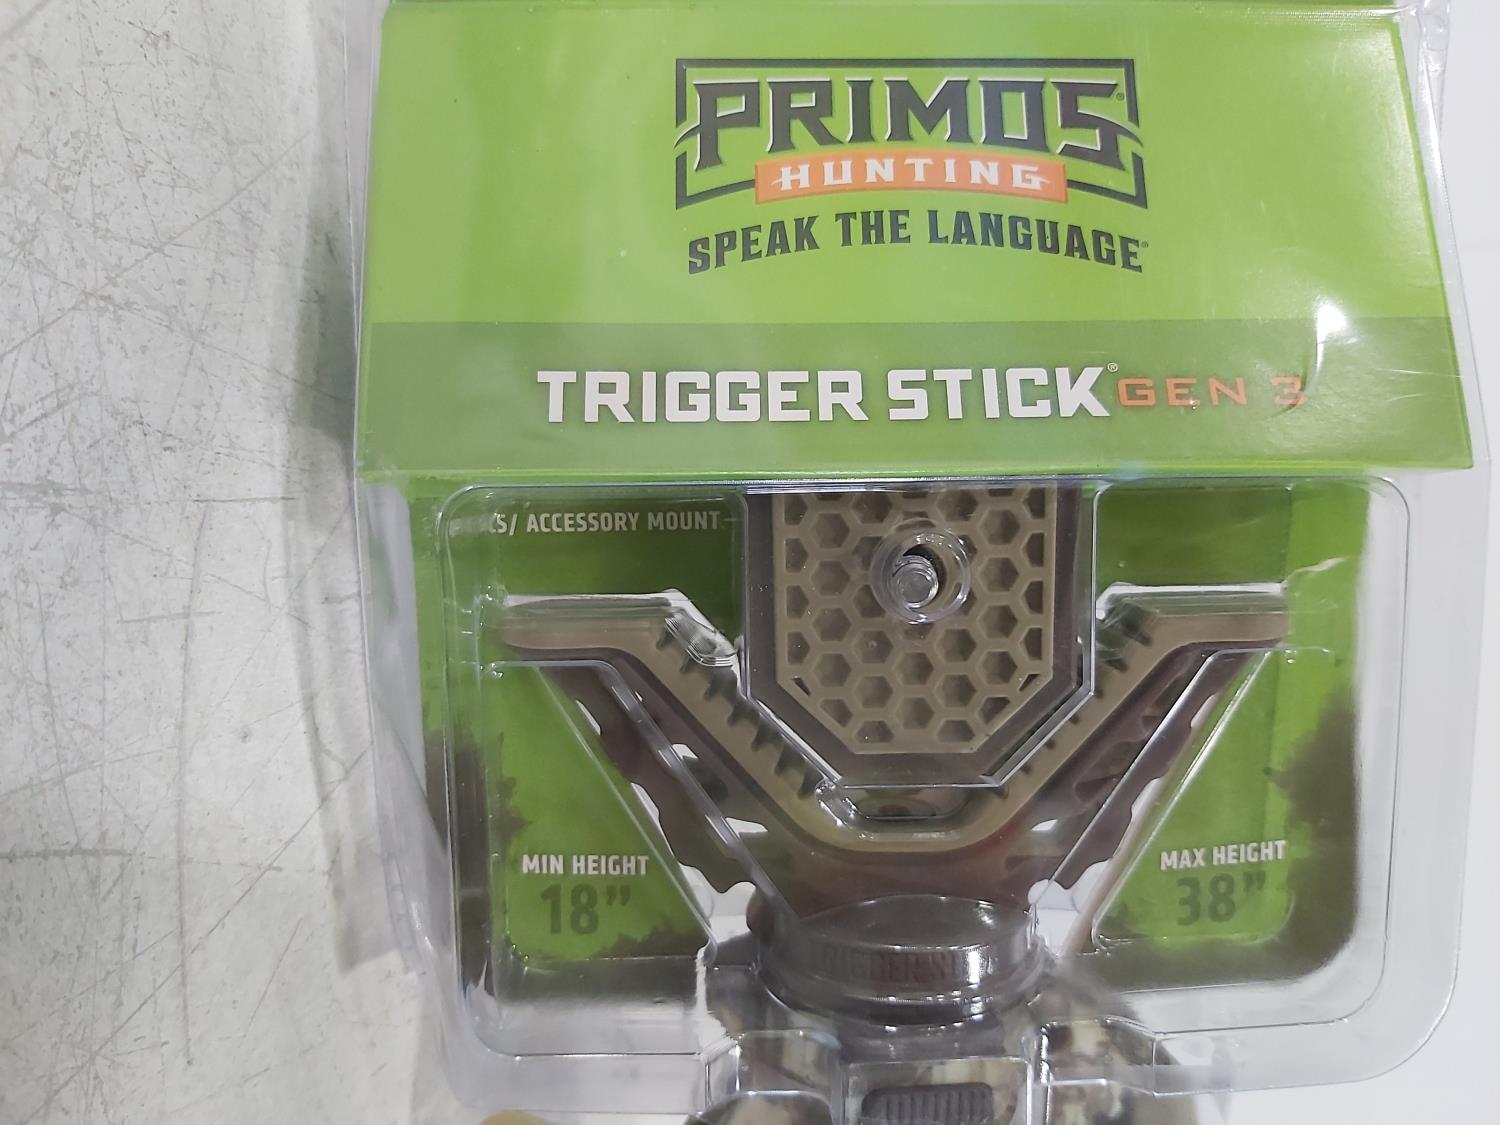 PRIMOS®
HUNTING
SPEAK THE LANGUAGE®
TRIGGER STICK® GEN 3
ACCESSORY MOUNT
MIN HEIGHT
18”
MAX HEIGHT
38”